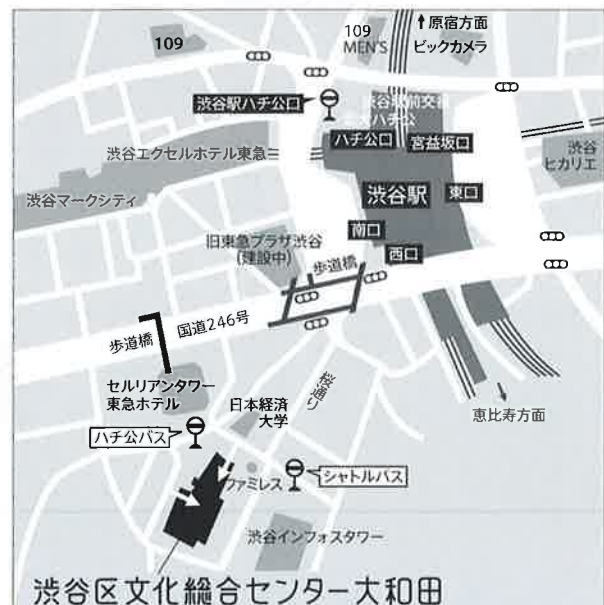 ↑原宿方面
109
109
MEN'S
ビックカメラ
渋谷駅ハチ公口
ハチ公口
宮益坂口
渋谷エクセルホテル東急
渋谷
ヒカリエ
渋谷マークシティ
渋谷駅
東口
南口
西口
旧東急プラザ渋谷
(建設中)
歩道橋
国道246号
歩道橋
セルリアンタワー
東急ホテル
桜通り
日本経済
大学
恵比寿方面
ハチ公バス
ファミレス
シャトルバス
渋谷インフォスタワー
渋谷区文化総合センター大和田